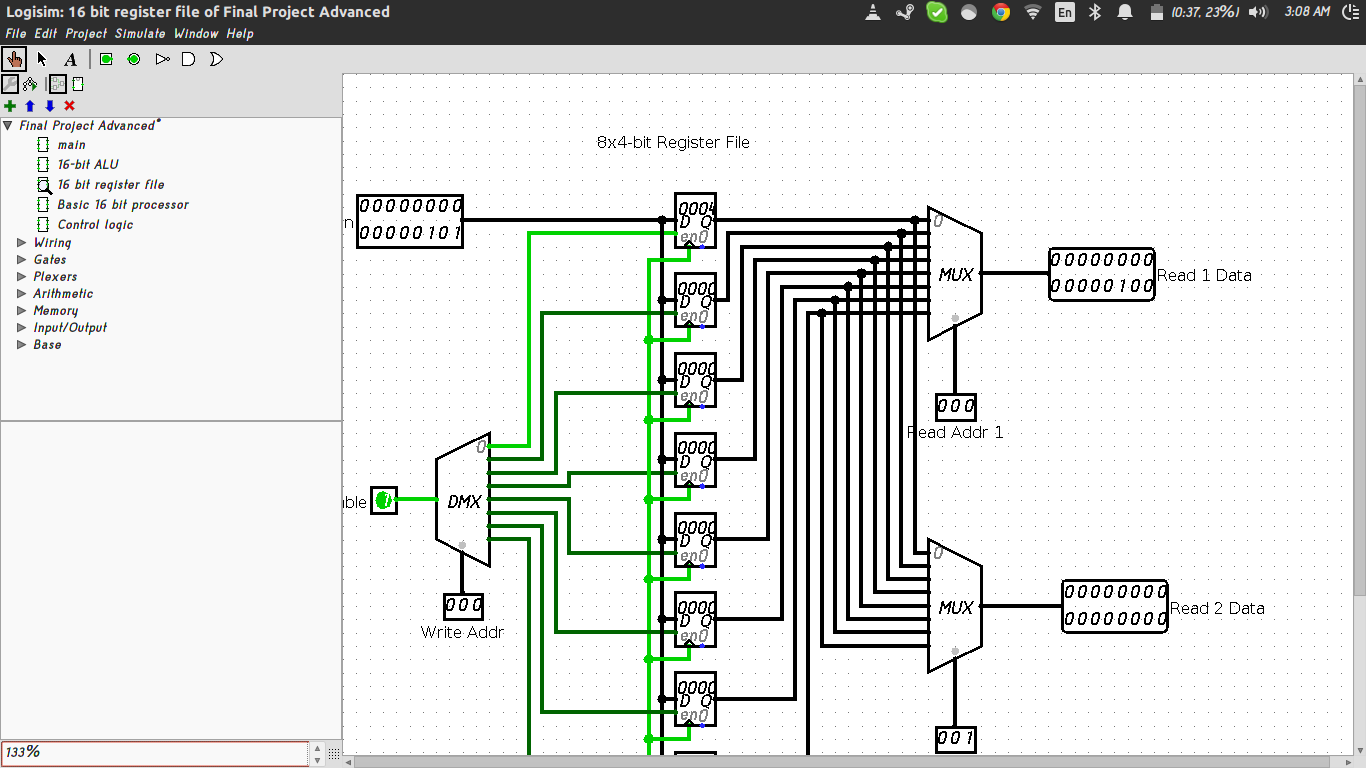 Logisim: 16 bit register file of Final Project Advanced
En
(0:37, 23%)
3:08 AM
File Edit Project Simulate Window Help
A
Final Project Advanced*
main
16-bit ALU
16 bit register file
Basic 16 bit processor
Control logic
Wiring
Gates
Plexers
Arithmetic
Memory
Input/Output
Base
133%
8x4-bit Register File
n
00000000
00000101
0004
D Q
en0
0000
D Q
en0
0000
D Q
en0
0000
D Q
en0
0000
D Q
en0
0000
D Q
en0
0000
D Q
en0
0
MUX
00000000
00000100
Read 1 Data
000
Read Addr 1
0
DMX
ble
1
000
Write Addr
0
MUX
00000000
00000000
Read 2 Data
001